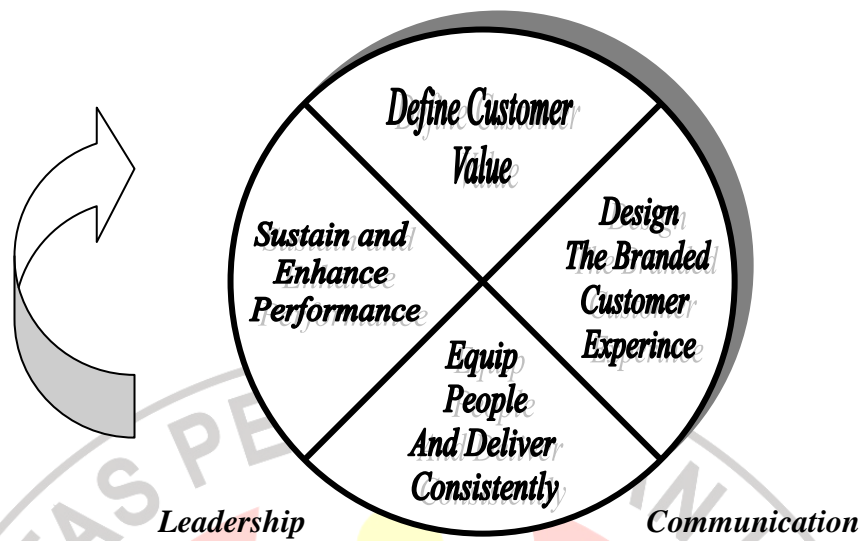 Define Customer
Value
Design
The Branded
Customer
Experince
Sustain and
Enhance
Performance
Equip
People
And Deliver
Consistently
Leadership
Communication